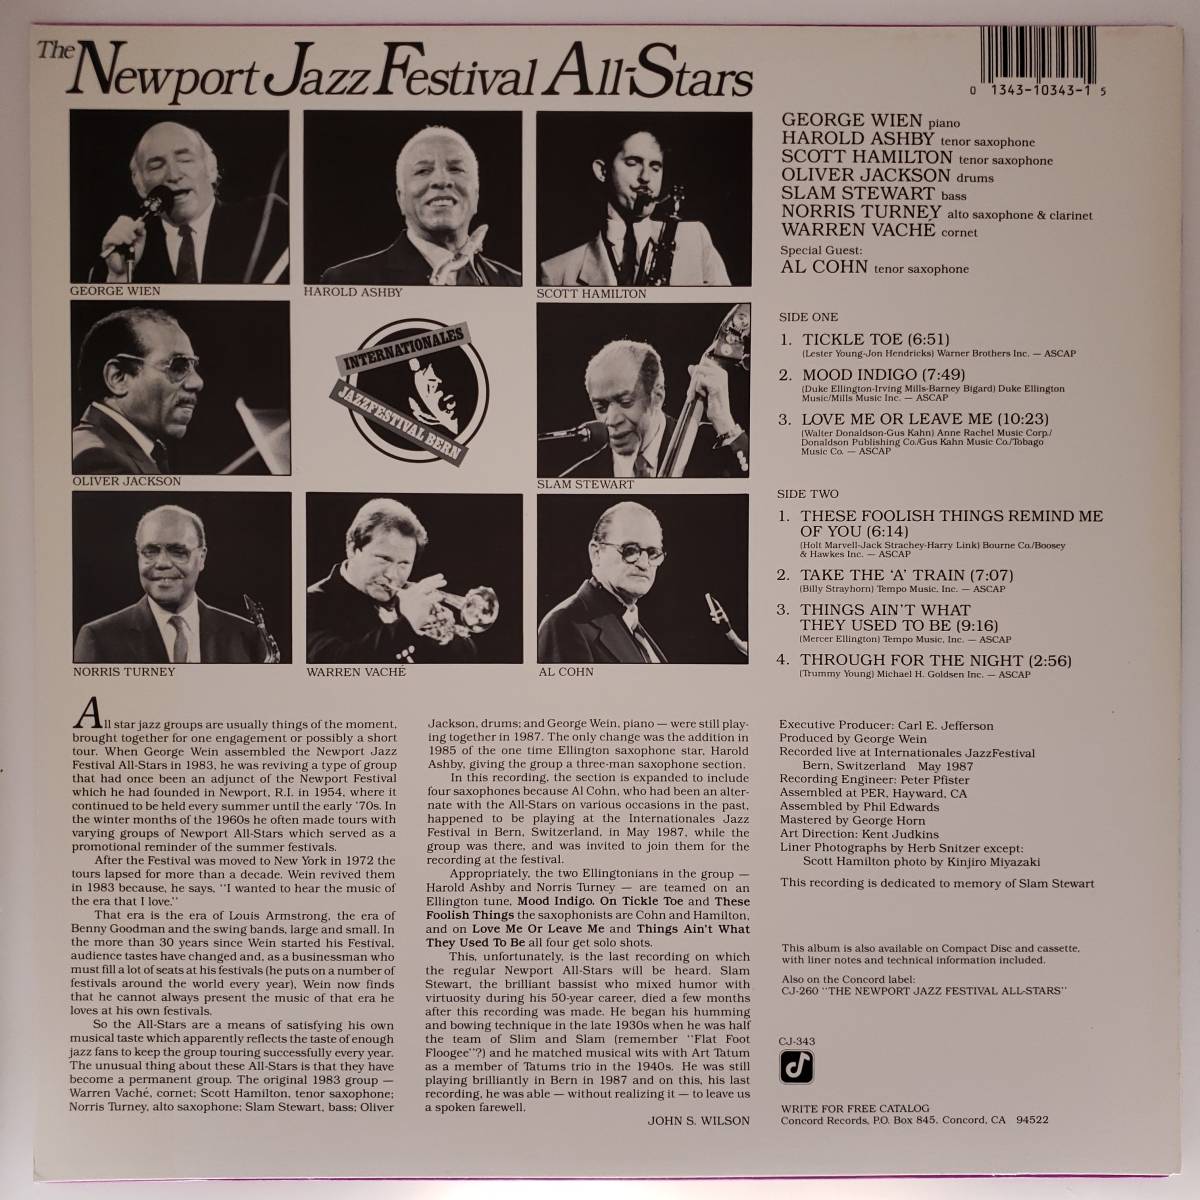 The Newport Jazz Festival All-Stars
0 1343-10343-1 5
GEORGE WIEN
HAROLD ASHBY
SCOTT HAMILTON
OLIVER JACKSON
INTERNATIONALES
JAZZFESTIVAL BERN
SLAM STEWART
NORRIS TURNEY
WARREN VACHÉ
AL COHN
GEORGE WIEN piano
HAROLD ASHBY tenor saxophone
SCOTT HAMILTON tenor saxophone
OLIVER JACKSON drums
SLAM STEWART bass
NORRIS TURNEY alto saxophone & clarinet
WARREN VACHÉ cornet
Special Guest:
AL COHN tenor saxophone
SIDE ONE
1. TICKLE TOE (6:51)
(Lester Young-Jon Hendricks) Warner Brothers Inc. — ASCAP
2. MOOD INDIGO (7:49)
(Duke Ellington-Irving Mills-Barney Bigard) Duke Ellington
Music/Mills Music Inc. — ASCAP
3. LOVE ME OR LEAVE ME (10:23)
(Walter Donaldson-Gus Kahn) Anne Rachel Music Corp./
Donaldson Publishing Co./Gus Kahn Music Co./Tobago
Music Co. — ASCAP
SIDE TWO
1. THESE FOOLISH THINGS REMIND ME
OF YOU (6:14)
(Holt Marvell-Jack Strachey-Harry Link) Bourne Co./Boosey
& Hawkes Inc. — ASCAP
2. TAKE THE ‘A’ TRAIN (7:07)
(Billy Strayhorn) Tempo Music, Inc. — ASCAP
3. THINGS AIN'T WHAT
THEY USED TO BE (9:16)
(Mercer Ellington) Tempo Music, Inc. — ASCAP
4. THROUGH FOR THE NIGHT (2:56)
(Trummy Young) Michael H. Goldsen Inc. — ASCAP
All star jazz groups are usually things of the moment,
brought together for one engagement or possibly a short
tour. When George Wein assembled the Newport Jazz
Festival All-Stars in 1983, he was reviving a type of group
that had once been an adjunct of the Newport Festival
which he had founded in Newport, R.I. in 1954, where it
continued to be held every summer until the early '70s. In
the winter months of the 1960s he often made tours with
varying groups of Newport All-Stars which served as a
promotional reminder of the summer festivals.
After the Festival was moved to New York in 1972 the
tours lapsed for more than a decade. Wein revived them
in 1983 because, he says, "I wanted to hear the music of
the era that I love."
That era is the era of Louis Armstrong, the era of
Benny Goodman and the swing bands, large and small. In
the more than 30 years since Wein started his Festival,
audience tastes have changed and, as a businessman who
must fill a lot of seats at his festivals (he puts on a number of
festivals around the world every year), Wein now finds
that he cannot always present the music of that era he
loves at his own festivals.
So the All-Stars are a means of satisfying his own
musical taste which apparently reflects the taste of enough
jazz fans to keep the group touring successfully every year.
The unusual thing about these All-Stars is that they have
become a permanent group. The original 1983 group —
Warren Vaché, cornet; Scott Hamilton, tenor saxophone;
Norris Turney, alto saxophone; Slam Stewart, bass; Oliver
Jackson, drums; and George Wein, piano — were still play-
ing together in 1987. The only change was the addition in
1985 of the one time Ellington saxophone star, Harold
Ashby, giving the group a three-man saxophone section.
In this recording, the section is expanded to include
four saxophones because Al Cohn, who had been an alter-
nate with the All-Stars on various occasions in the past,
happened to be playing at the Internationales Jazz
Festival in Bern, Switzerland, in May 1987, while the
group was there, and was invited to join them for the
recording at the festival.
Appropriately, the two Ellingtonians in the group —
Harold Ashby and Norris Turney — are teamed on an
Ellington tune, Mood Indigo. On Tickle Toe and These
Foolish Things the saxophonists are Cohn and Hamilton,
and on Love Me Or Leave Me and Things Ain't What
They Used To Be all four get solo shots.
This, unfortunately, is the last recording on which
the regular Newport All-Stars will be heard. Slam
Stewart, the brilliant bassist who mixed humor with
virtuosity during his 50-year career, died a few months
after this recording was made. He began his humming
and bowing technique in the late 1930s when he was half
the team of Slim and Slam (remember "Flat Foot
Floogee"?) and he matched musical wits with Art Tatum
as a member of Tatums trio in the 1940s. He was still
playing brilliantly in Bern in 1987 and on this, his last
recording, he was able — without realizing it — to leave us
a spoken farewell.
JOHN S. WILSON
Executive Producer: Carl E. Jefferson
Produced by George Wein
Recorded live at Internationales JazzFestival
Bern, Switzerland May 1987
Recording Engineer: Peter Pfister
Assembled at PER, Hayward, CA
Assembled by Phil Edwards
Mastered by George Horn
Art Direction: Kent Judkins
Liner Photographs by Herb Snitzer except:
Scott Hamilton photo by Kinjiro Miyazaki
This recording is dedicated to memory of Slam Stewart
This album is also available on Compact Disc and cassette,
with liner notes and technical information included.
Also on the Concord label:
CJ-260 "THE NEWPORT JAZZ FESTIVAL ALL-STARS"
CJ-343
WRITE FOR FREE CATALOG
Concord Records, P.O. Box 845, Concord, CA 94522